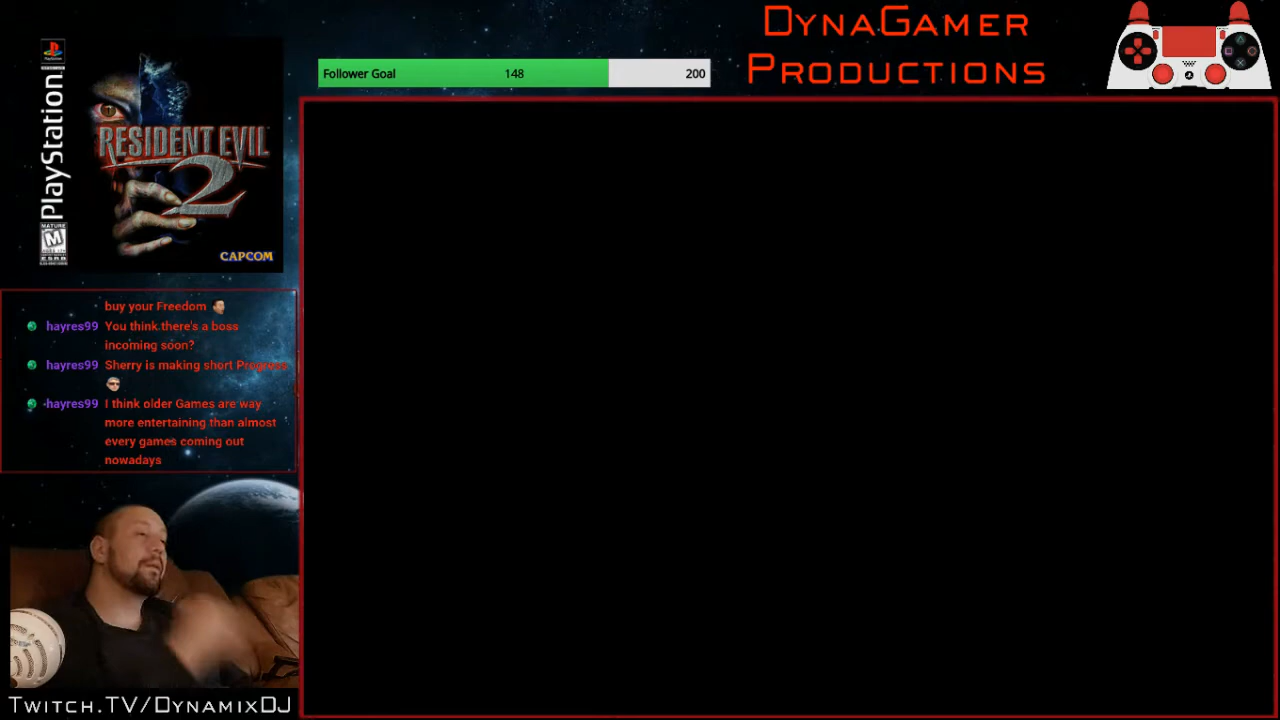 DynaGamer
Productions
Follower Goal 148 200
PlayStation
RESIDENT EVIL
2
MATURE
M
ESRB
CAPCOM
buy your Freedom
hayres99 You think there's a boss
incoming soon?
hayres99 Sherry is making short Progress
hayres99 I think older Games are way
more entertaining than almost
every games coming out
nowadays
Twitch.TV/DynamixDJ